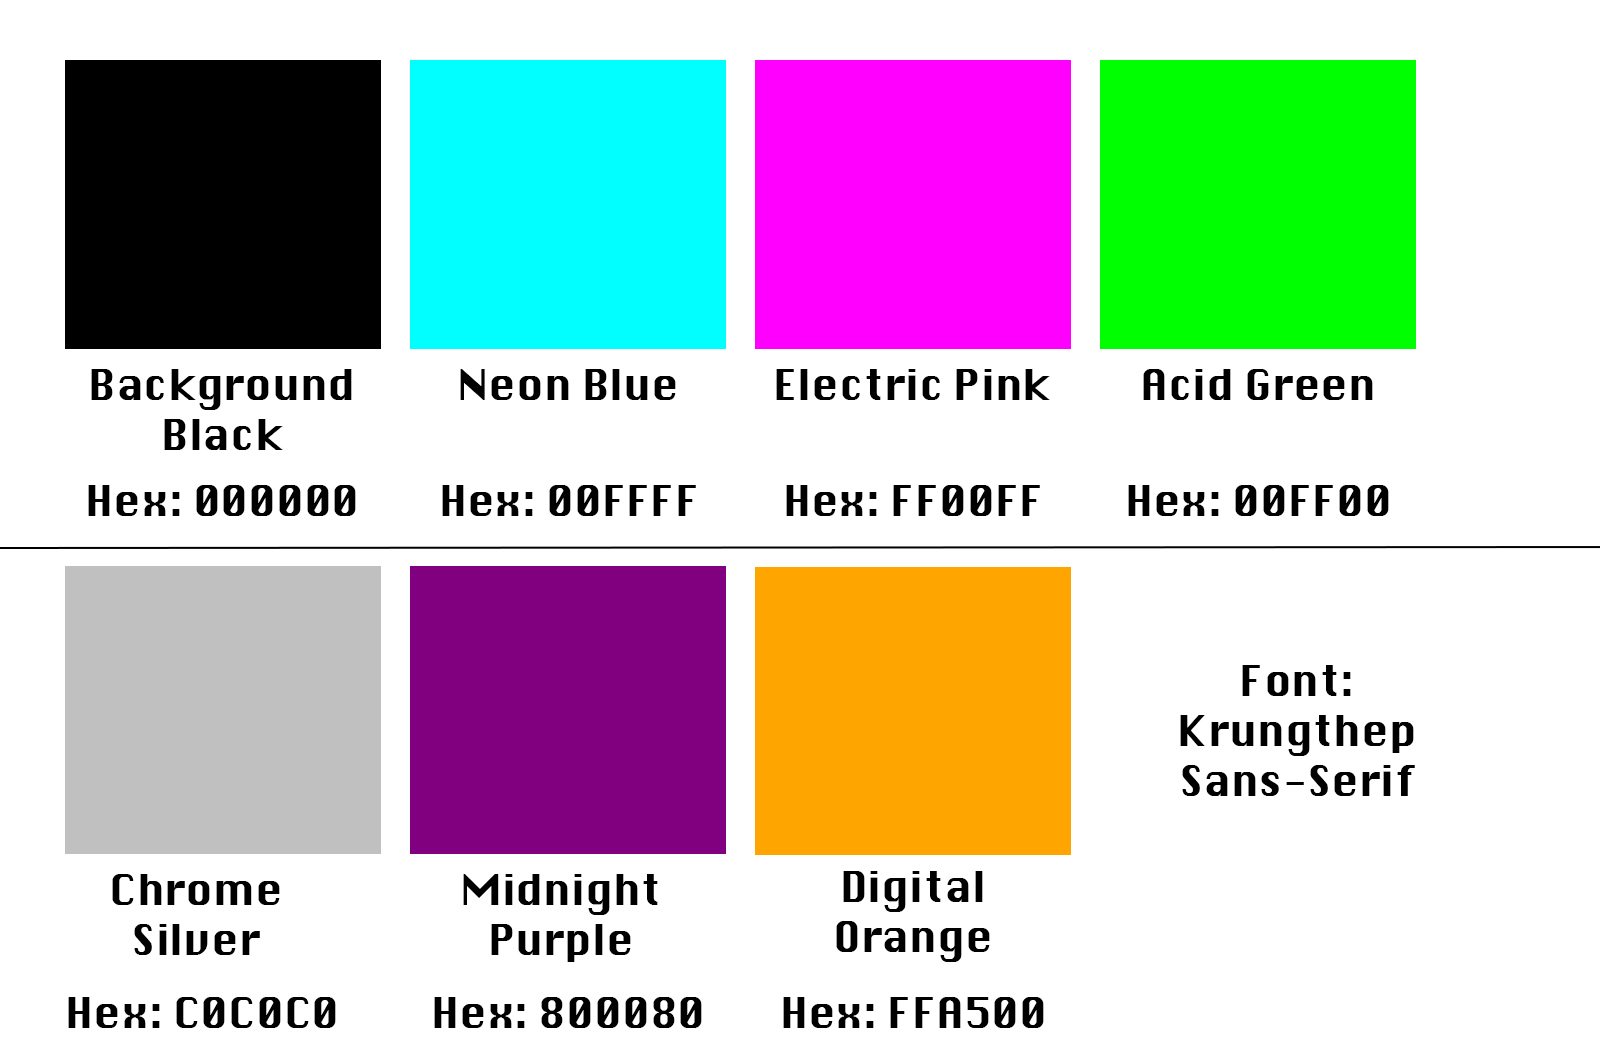 Background
Black
Hex: 000000
Neon Blue
Hex: 00FFFF
Electric Pink
Hex: FF00FF
Acid Green
Hex: 00FF00
Chrome
Silver
Hex: C0C0C0
Midnight
Purple
Hex: 800080
Digital
Orange
Hex: FFA500
Font:
Krungthep
Sans-Serif